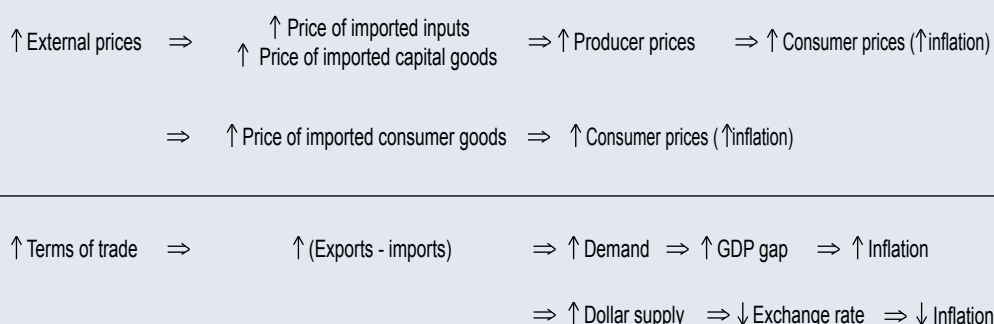 ↑ External prices ⇒ ↑ Price of imported inputs ⇒ ↑ Producer prices ⇒ ↑ Consumer prices (↑inflation)
↑ Price of imported capital goods
⇒ ↑ Price of imported consumer goods ⇒ ↑ Consumer prices ( ↑inflation)
↑ Terms of trade ⇒ ↑ (Exports - imports) ⇒ ↑ Demand ⇒ ↑ GDP gap ⇒ ↑ Inflation
⇒ ↑ Dollar supply ⇒ ↓ Exchange rate ⇒ ↓ Inflation